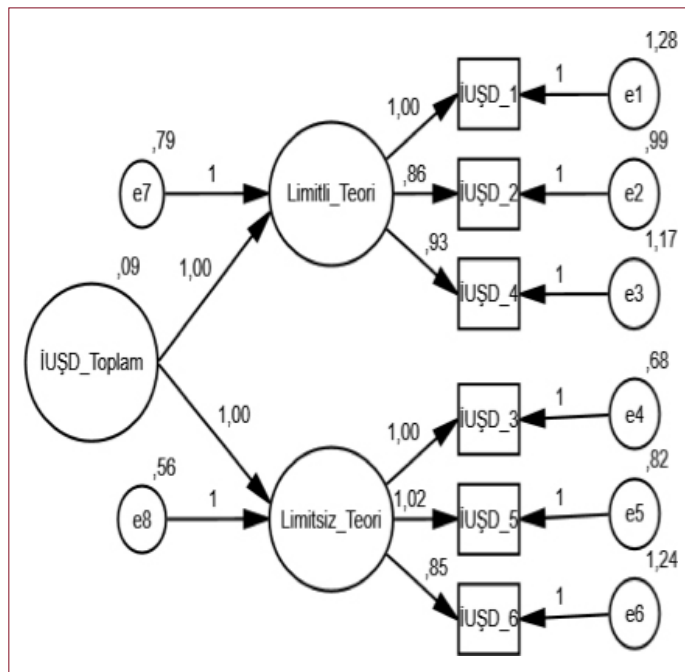 1,28
İUŞD_1
1
e1
1,00
,79
,99
e7
1
Limitli_Teori
,86
İUŞD_2
1
e2
,93
1,17
,09
1,00
İUŞD_4
1
e3
İUŞD_Toplam
,68
1,00
1,00
İUŞD_3
1
e4
,56
,82
e8
1
Limitsiz_Teori
1,02
İUŞD_5
1
e5
,85
1,24
İUŞD_6
1
e6